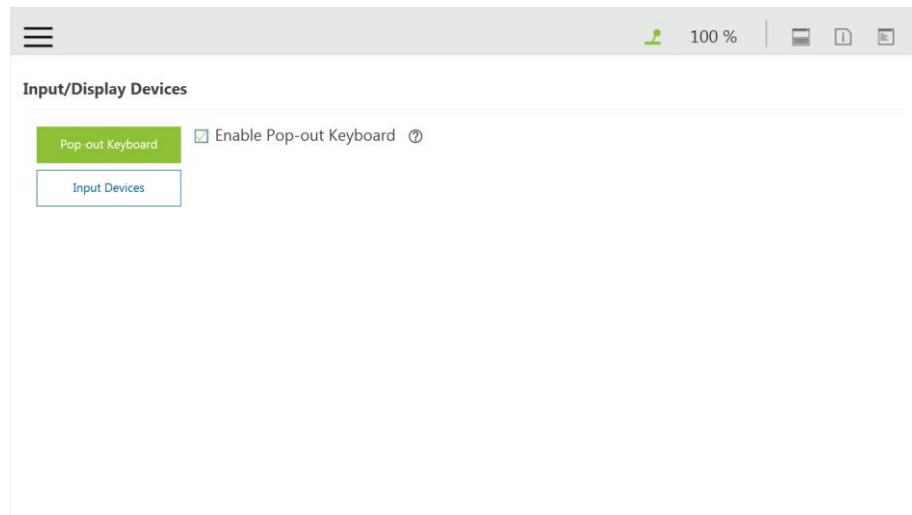 100 %
Input/Display Devices
Pop-out Keyboard
Enable Pop-out Keyboard
Input Devices